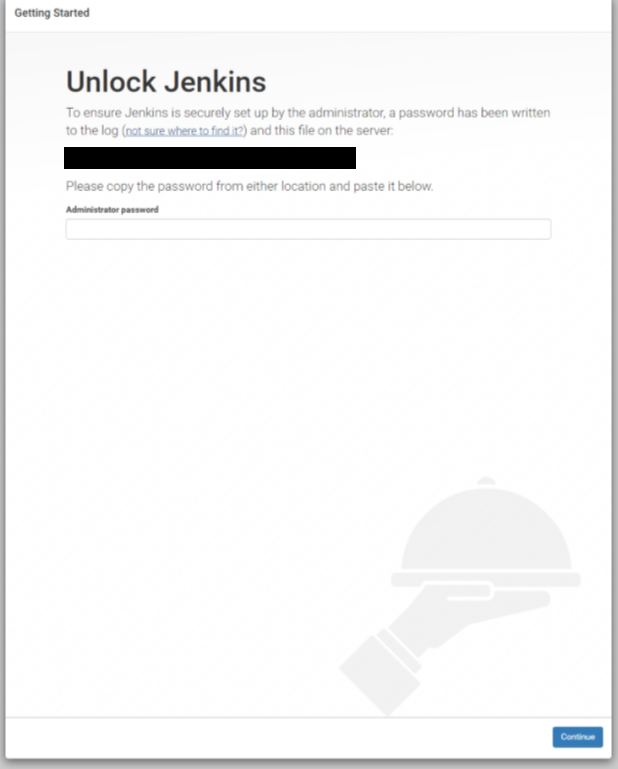 Getting Started
Unlock Jenkins
To ensure Jenkins is securely set up by the administrator, a password has been written
to the log (not sure where to find it?) and this file on the server:
Please copy the password from either location and paste it below.
Administrator password
Continue